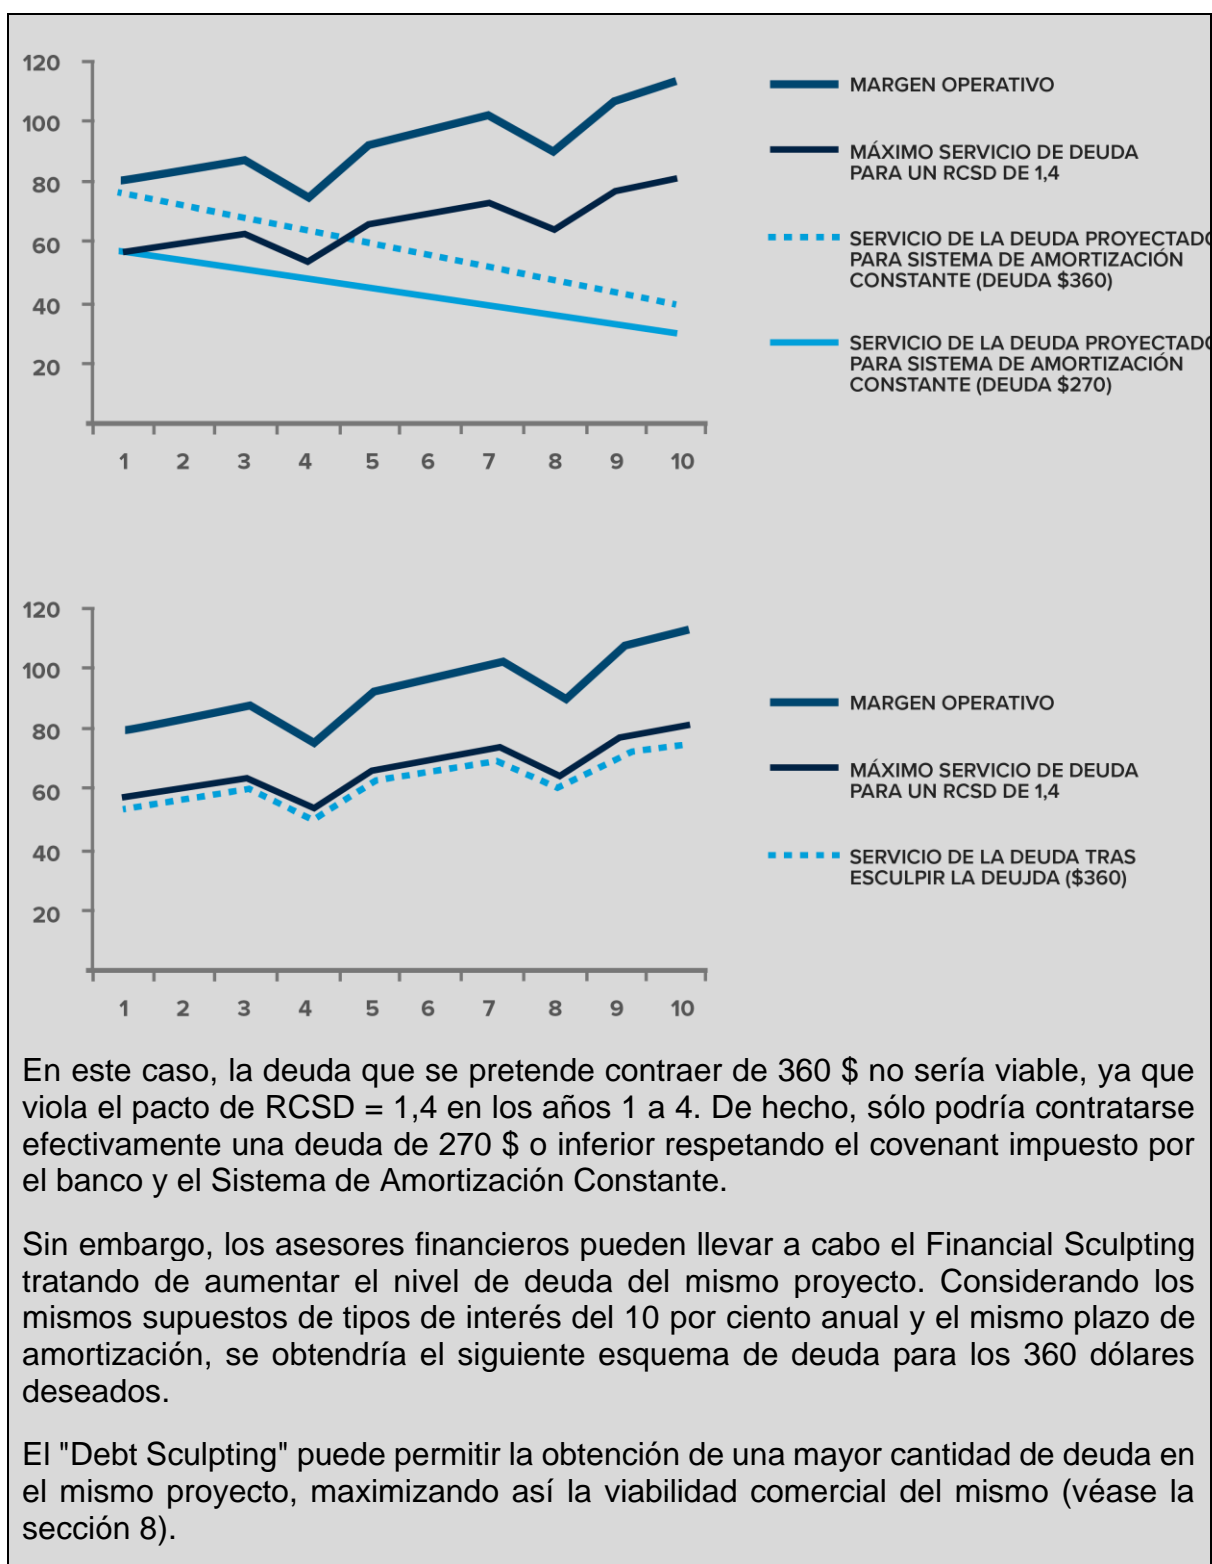 120
100
80
60
40
20
1 2 3 4 5 6 7 8 9 10
MARGEN OPERATIVO
MÁXIMO SERVICIO DE DEUDA
PARA UN RCSD DE 1,4
SERVICIO DE LA DEUDA PROYECTADO
PARA SISTEMA DE AMORTIZACIÓN
CONSTANTE (DEUDA $360)
SERVICIO DE LA DEUDA PROYECTADO
PARA SISTEMA DE AMORTIZACIÓN
CONSTANTE (DEUDA $270)
120
100
80
60
40
20
1 2 3 4 5 6 7 8 9 10
MARGEN OPERATIVO
MÁXIMO SERVICIO DE DEUDA
PARA UN RCSD DE 1,4
SERVICIO DE LA DEUDA TRAS
ESCULPIR LA DEUJDA ($360)
En este caso, la deuda que se pretende contraer de 360 $ no sería viable, ya que
viola el pacto de RCSD = 1,4 en los años 1 a 4. De hecho, sólo podría contratarse
efectivamente una deuda de 270 $ o inferior respetando el covenant impuesto por
el banco y el Sistema de Amortización Constante.
Sin embargo, los asesores financieros pueden llevar a cabo el Financial Sculpting
tratando de aumentar el nivel de deuda del mismo proyecto. Considerando los
mismos supuestos de tipos de interés del 10 por ciento anual y el mismo plazo de
amortización, se obtendría el siguiente esquema de deuda para los 360 dólares
deseados.
El "Debt Sculpting" puede permitir la obtención de una mayor cantidad de deuda en
el mismo proyecto, maximizando así la viabilidad comercial del mismo (véase la
sección 8).